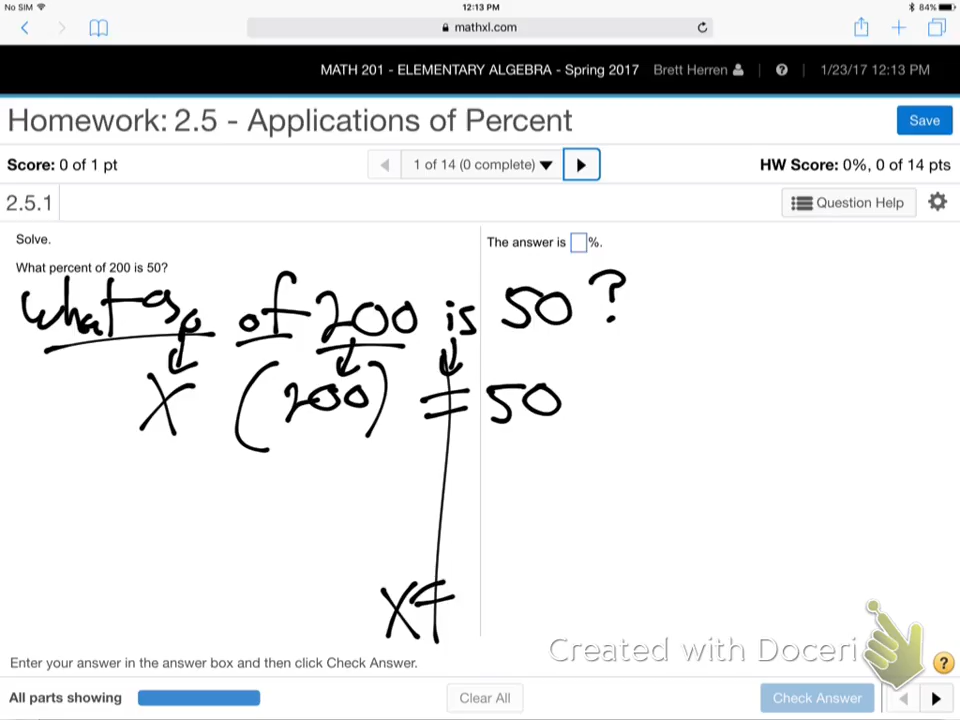 No SIM 12:13 PM 84%
mathxl.com
MATH 201 - ELEMENTARY ALGEBRA - Spring 2017 Brett Herren ? 1/23/17 12:13 PM
Homework: 2.5 - Applications of Percent Save
Score: 0 of 1 pt 1 of 14 (0 complete) HW Score: 0%, 0 of 14 pts
2.5.1 Question Help
Solve. The answer is %.
What percent of 200 is 50?
What % of 200 is 50?
X (200) = 50
X =
Created with Doceri
Enter your answer in the answer box and then click Check Answer. ?
All parts showing Clear All Check Answer